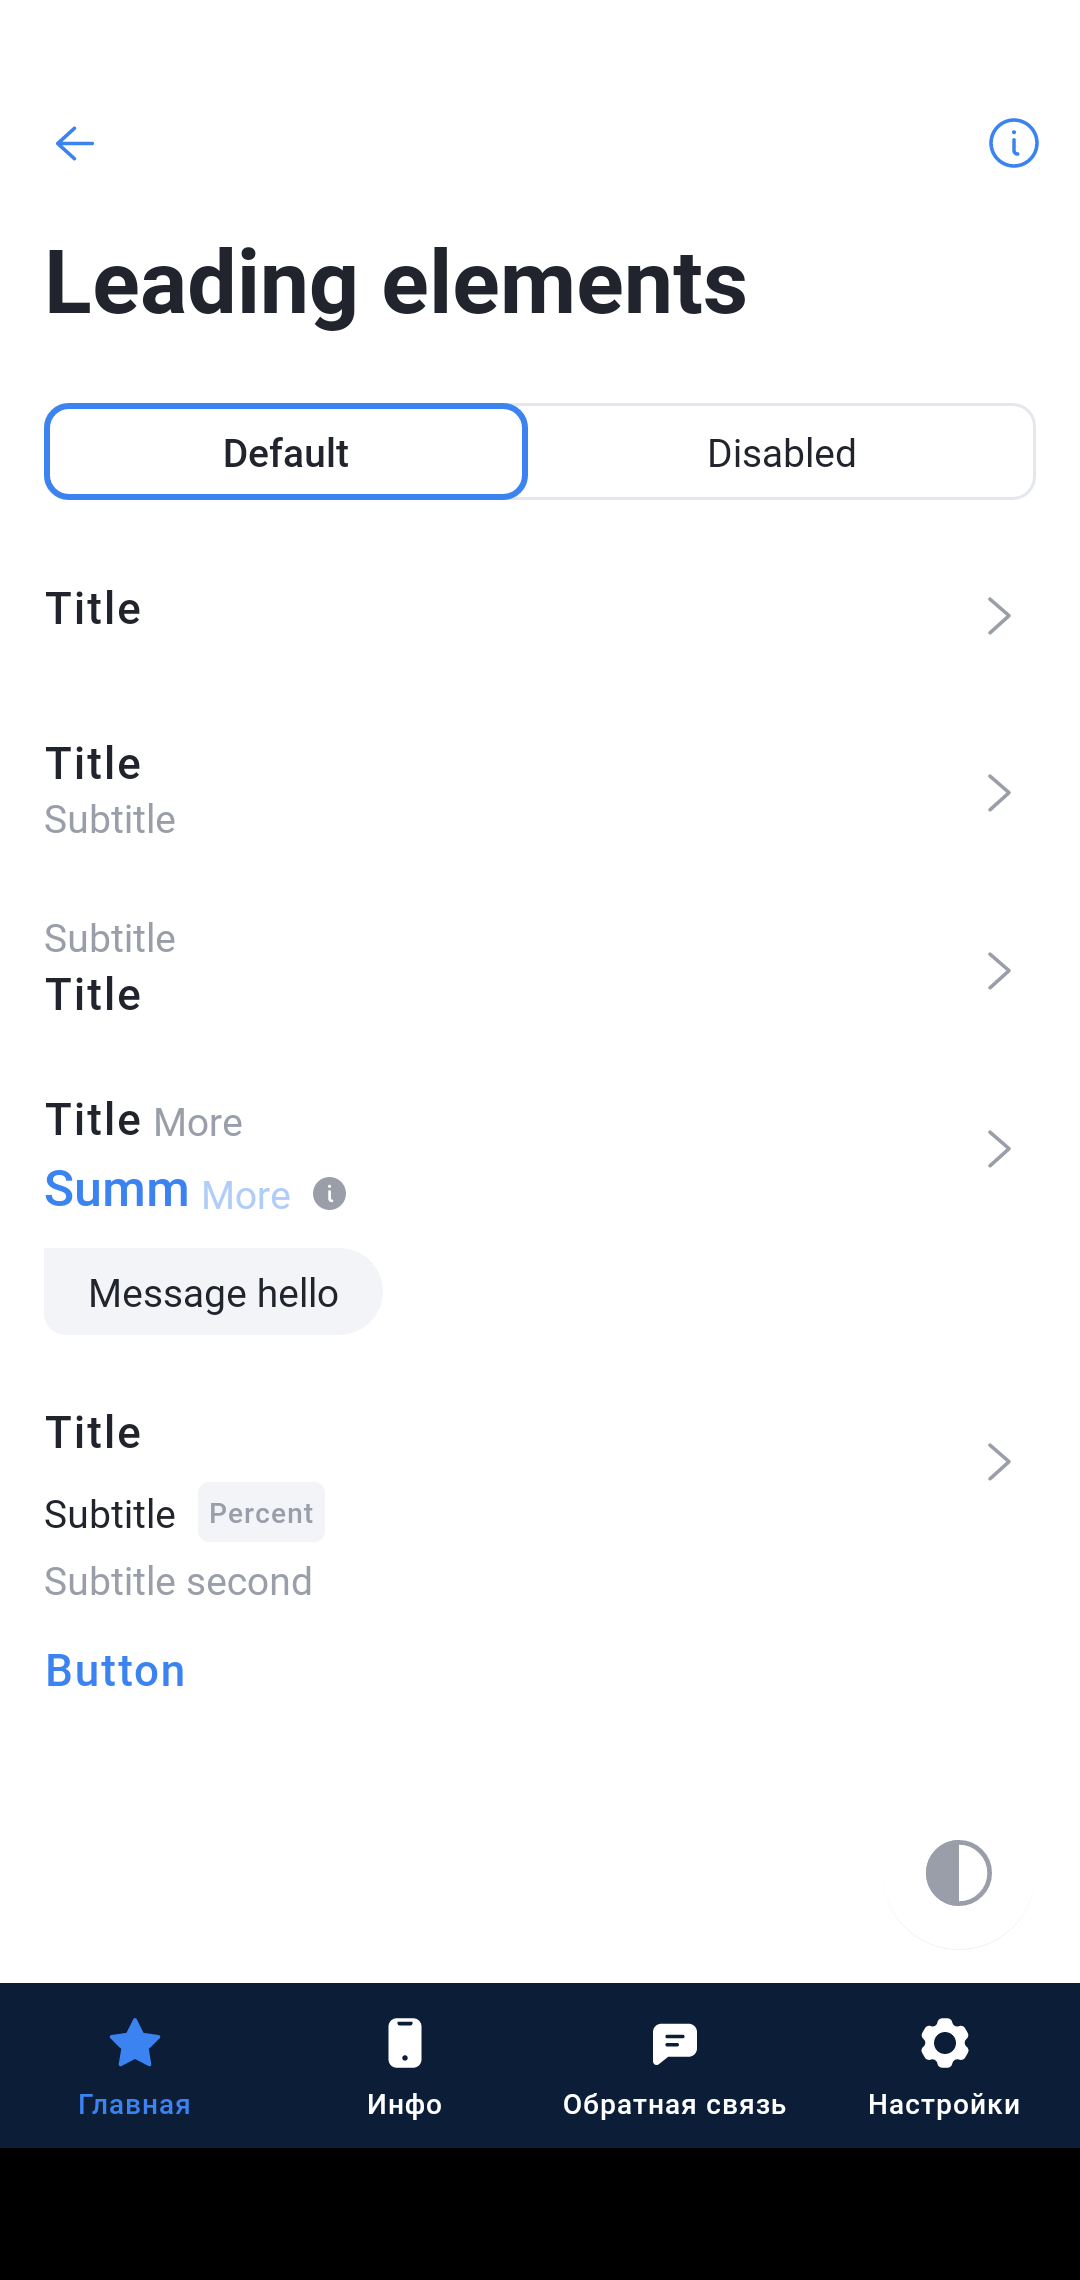 Leading elements
Default Disabled
Title
Title
Subtitle
Subtitle
Title
Title More
Summ More
Message hello
Title
Subtitle Percent
Subtitle second
Button
Главная Инфо Обратная связь Настройки